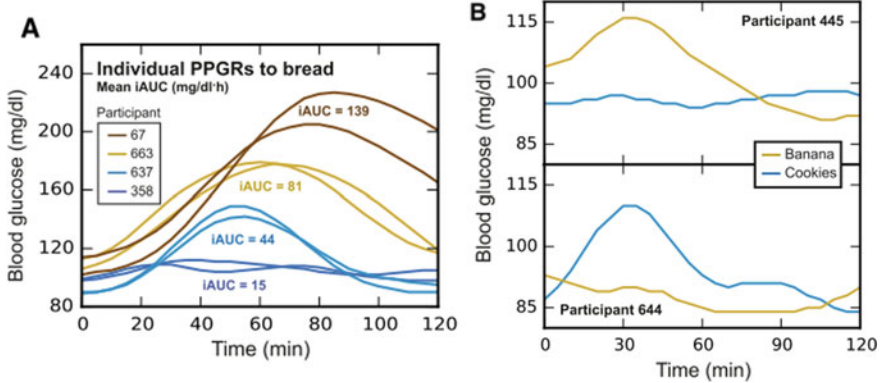 A
Individual PPGRs to bread
Mean iAUC (mg/dl·h)
Participant
67
663
637
358
iAUC = 139
iAUC = 81
iAUC = 44
iAUC = 15
Blood glucose (mg/dl)
240
200
160
120
80
0 20 40 60 80 100 120
Time (min)
B
Participant 445
115
100
85
Banana
Cookies
115
100
85
Participant 644
Blood glucose (mg/dl)
0 30 60 90 120
Time (min)